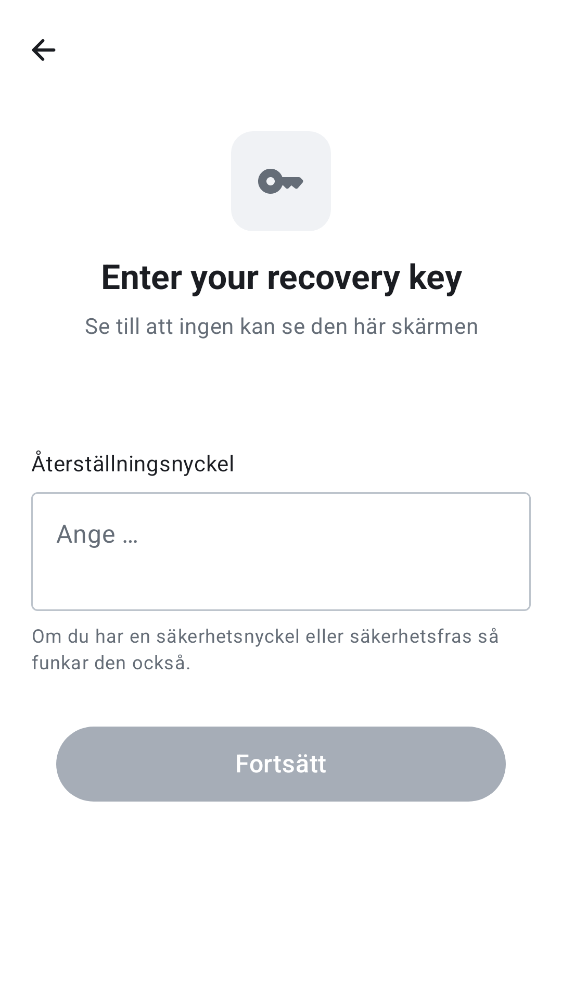 Enter your recovery key
Se till att ingen kan se den här skärmen
Återställningsnyckel
Ange …
Om du har en säkerhetsnyckel eller säkerhetsfras så
funkar den också.
Fortsätt